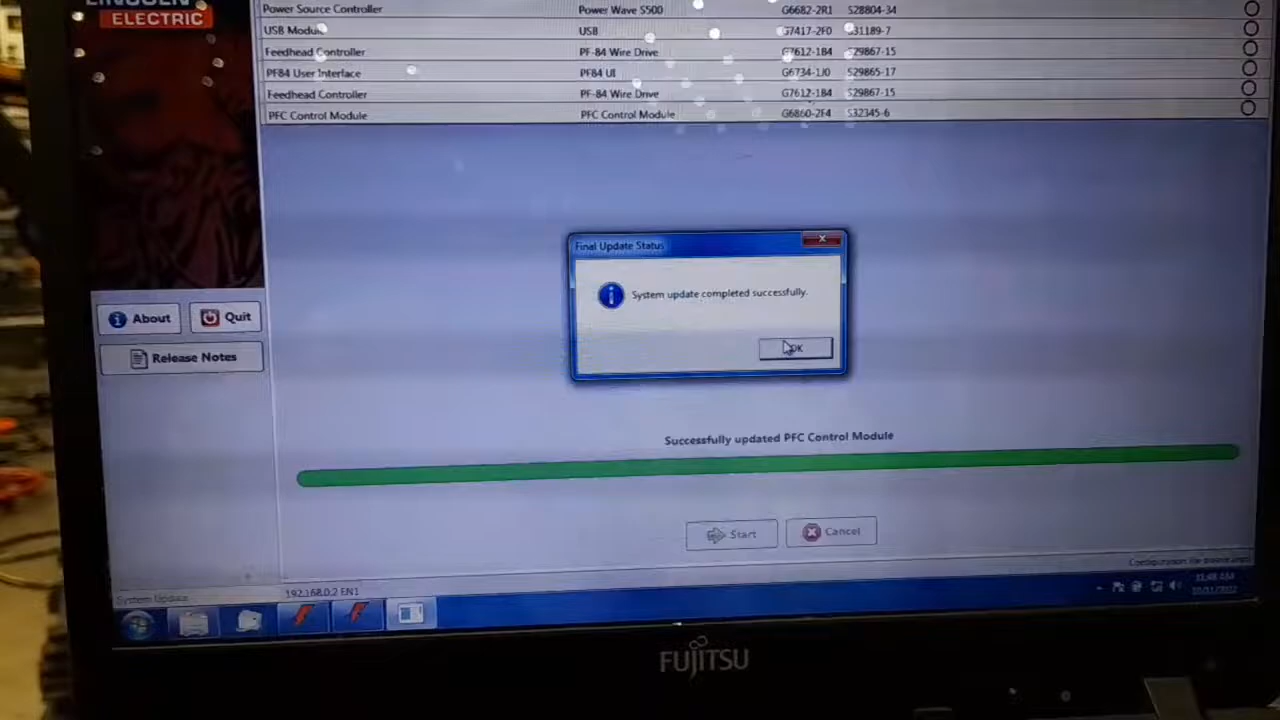 LINCOLN
ELECTRIC
Power Source Controller Power Wave S500 G6682-2R1 S28804-34
USB Module USB G7417-2F0 S31189-7
Feedhead Controller PF-84 Wire Drive G7612-1B4 S29867-15
PF84 User Interface PF84 UI G6734-1J0 S29865-17
Feedhead Controller PF-84 Wire Drive G7612-1B4 S29867-15
PFC Control Module PFC Control Module G6860-2F4 S32345-6
Final Update Status
System update completed successfully.
OK
About
Quit
Release Notes
Successfully updated PFC Control Module
Start
Cancel
System Update
192.168.0.2 EN1
FUJITSU